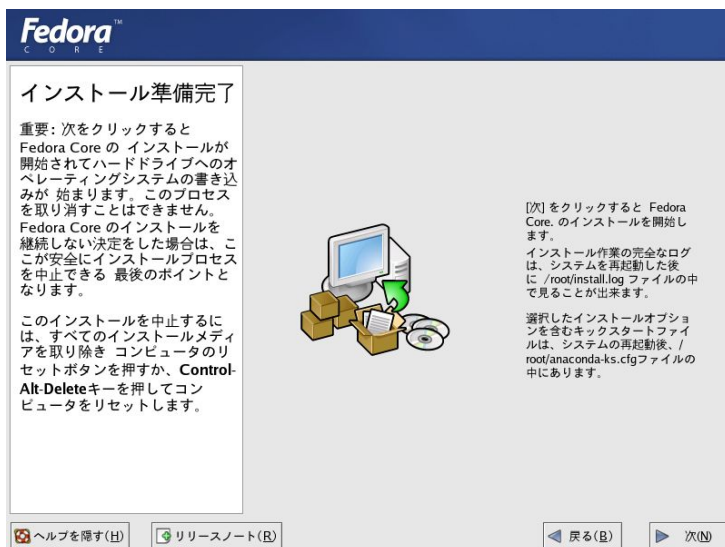 Fedora™
CORE
インストール準備完了
重要: 次をクリックすると
Fedora Core の インストールが
開始されてハードドライブへのオ
ペレーティングシステムの書き込
みが 始まります。このプロセス
を取り消すことはできません。
Fedora Core のインストールを
継続しない決定をした場合は、こ
こが安全にインストールプロセス
を中止できる 最後のポイントと
なります。
このインストールを中止するに
は、すべてのインストールメディ
アを取り除き コンピュータのリ
セットボタンを押すか、Control-
Alt-Deleteキーを押してコン
ピュータをリセットします。
[次] をクリックすると Fedora
Core. のインストールを開始し
ます。
インストール作業の完全なログ
は、システムを再起動した後
に /root/install.log ファイルの中
で見ることが出来ます。
選択したインストールオプショ
ンを含むキックスタートファイ
ルは、システムの再起動後、/
root/anaconda-ks.cfgファイルの
中にあります。
ヘルプを隠す(H)
リリースノート(R)
戻る(B)
次(N)